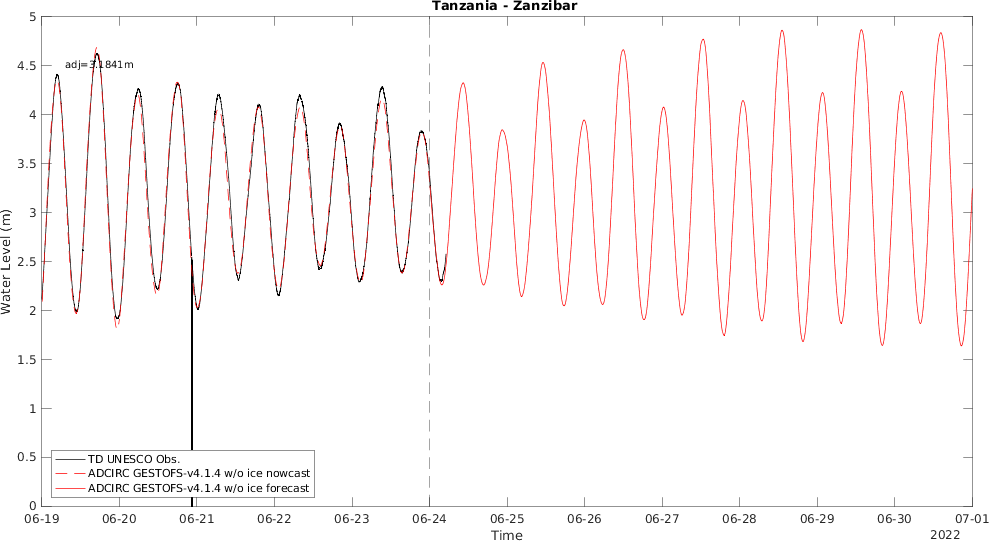 Tanzania - Zanzibar
5
4.5
adj=3.1841m
4
3.5
3
2.5
2
1.5
1
0.5
0
Water Level (m)
TD UNESCO Obs.
ADCIRC GESTOFS-v4.1.4 w/o ice nowcast
ADCIRC GESTOFS-v4.1.4 w/o ice forecast
06-19 06-20 06-21 06-22 06-23 06-24 06-25 06-26 06-27 06-28 06-29 06-30 07-01
Time
2022